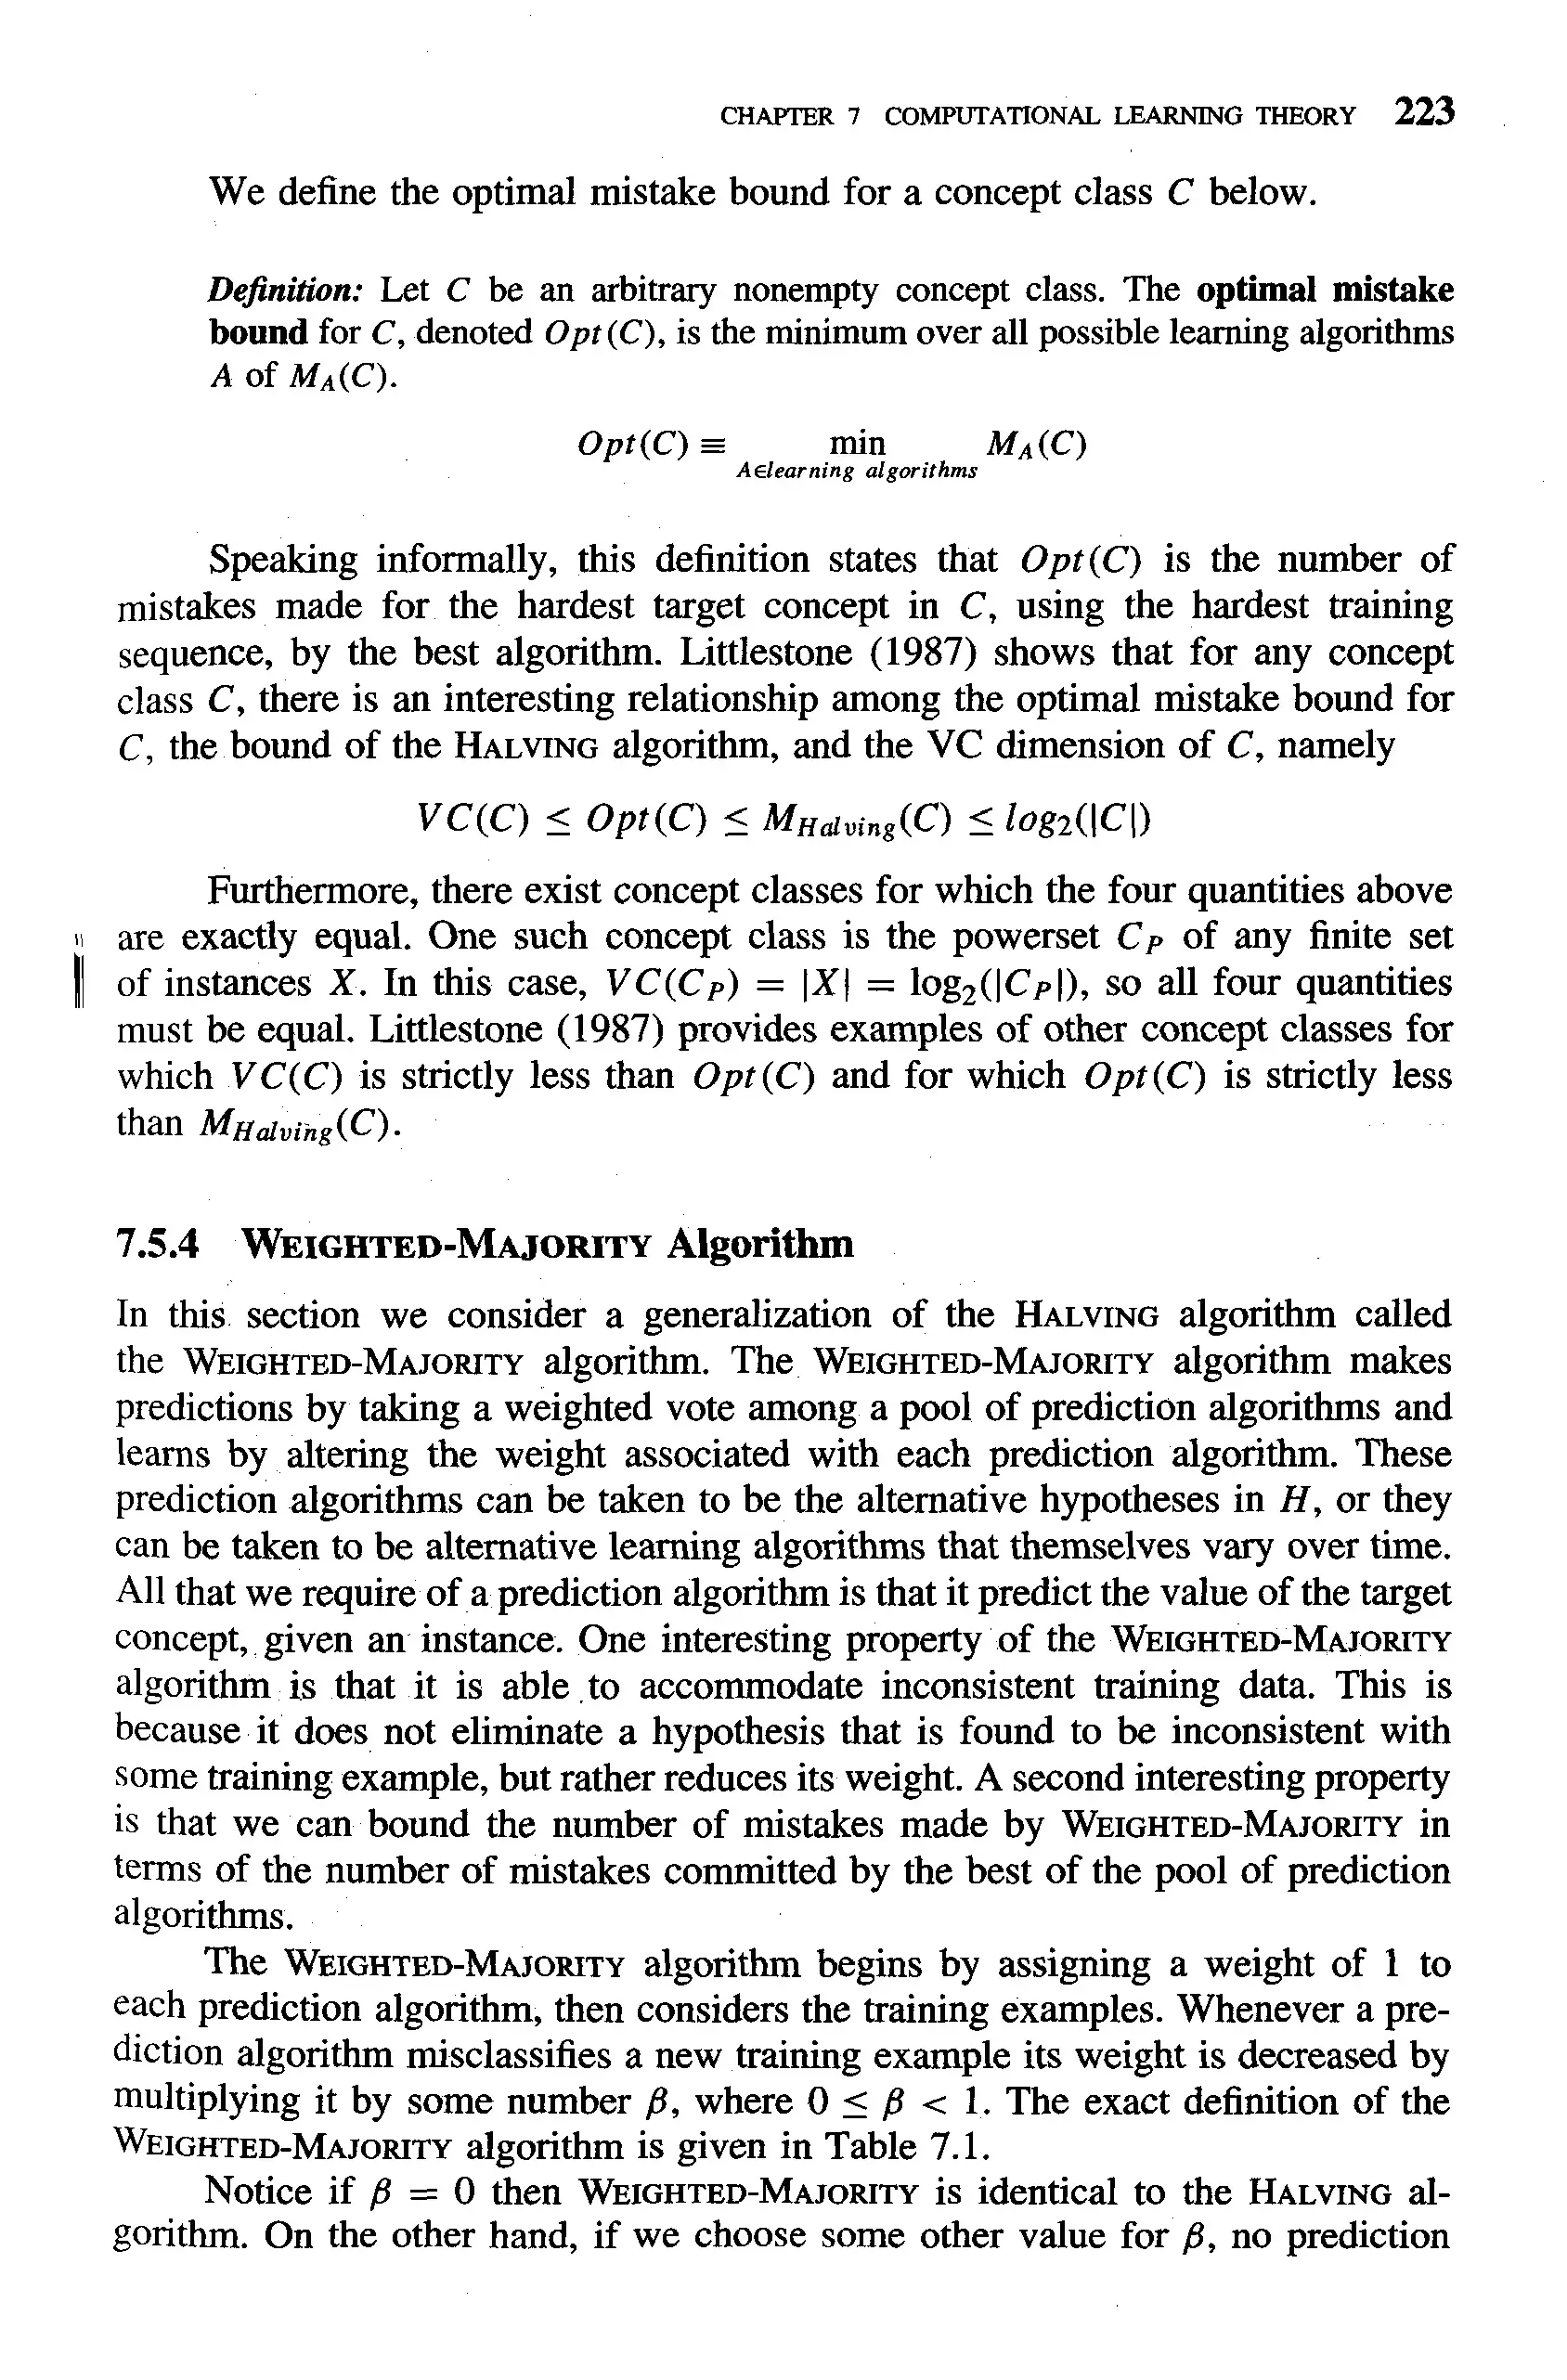 CHAPTER 7 COMPUTATIONAL LEARNING THEORY 223
We define the optimal mistake bound for a concept class C below.
Definition: Let C be an arbitrary nonempty concept class. The optimal mistake
bound for C, denoted Opt(C), is the minimum over all possible learning algorithms
A of M_A(C).
Opt(C) ≡ min M_A(C)
A∈learning algorithms
Speaking informally, this definition states that Opt(C) is the number of
mistakes made for the hardest target concept in C, using the hardest training
sequence, by the best algorithm. Littlestone (1987) shows that for any concept
class C, there is an interesting relationship among the optimal mistake bound for
C, the bound of the HALVING algorithm, and the VC dimension of C, namely
VC(C) ≤ Opt(C) ≤ M_Halving(C) ≤ log₂(|C|)
Furthermore, there exist concept classes for which the four quantities above
are exactly equal. One such concept class is the powerset C_P of any finite set
of instances X. In this case, VC(C_P) = |X| = log₂(|C_P|), so all four quantities
must be equal. Littlestone (1987) provides examples of other concept classes for
which VC(C) is strictly less than Opt(C) and for which Opt(C) is strictly less
than M_Halving(C).
7.5.4 WEIGHTED-MAJORITY Algorithm
In this section we consider a generalization of the HALVING algorithm called
the WEIGHTED-MAJORITY algorithm. The WEIGHTED-MAJORITY algorithm makes
predictions by taking a weighted vote among a pool of prediction algorithms and
learns by altering the weight associated with each prediction algorithm. These
prediction algorithms can be taken to be the alternative hypotheses in H, or they
can be taken to be alternative learning algorithms that themselves vary over time.
All that we require of a prediction algorithm is that it predict the value of the target
concept, given an instance. One interesting property of the WEIGHTED-MAJORITY
algorithm is that it is able to accommodate inconsistent training data. This is
because it does not eliminate a hypothesis that is found to be inconsistent with
some training example, but rather reduces its weight. A second interesting property
is that we can bound the number of mistakes made by WEIGHTED-MAJORITY in
terms of the number of mistakes committed by the best of the pool of prediction
algorithms.
The WEIGHTED-MAJORITY algorithm begins by assigning a weight of 1 to
each prediction algorithm, then considers the training examples. Whenever a pre-
diction algorithm misclassifies a new training example its weight is decreased by
multiplying it by some number β, where 0 ≤ β < 1. The exact definition of the
WEIGHTED-MAJORITY algorithm is given in Table 7.1.
Notice if β = 0 then WEIGHTED-MAJORITY is identical to the HALVING al-
gorithm. On the other hand, if we choose some other value for β, no prediction